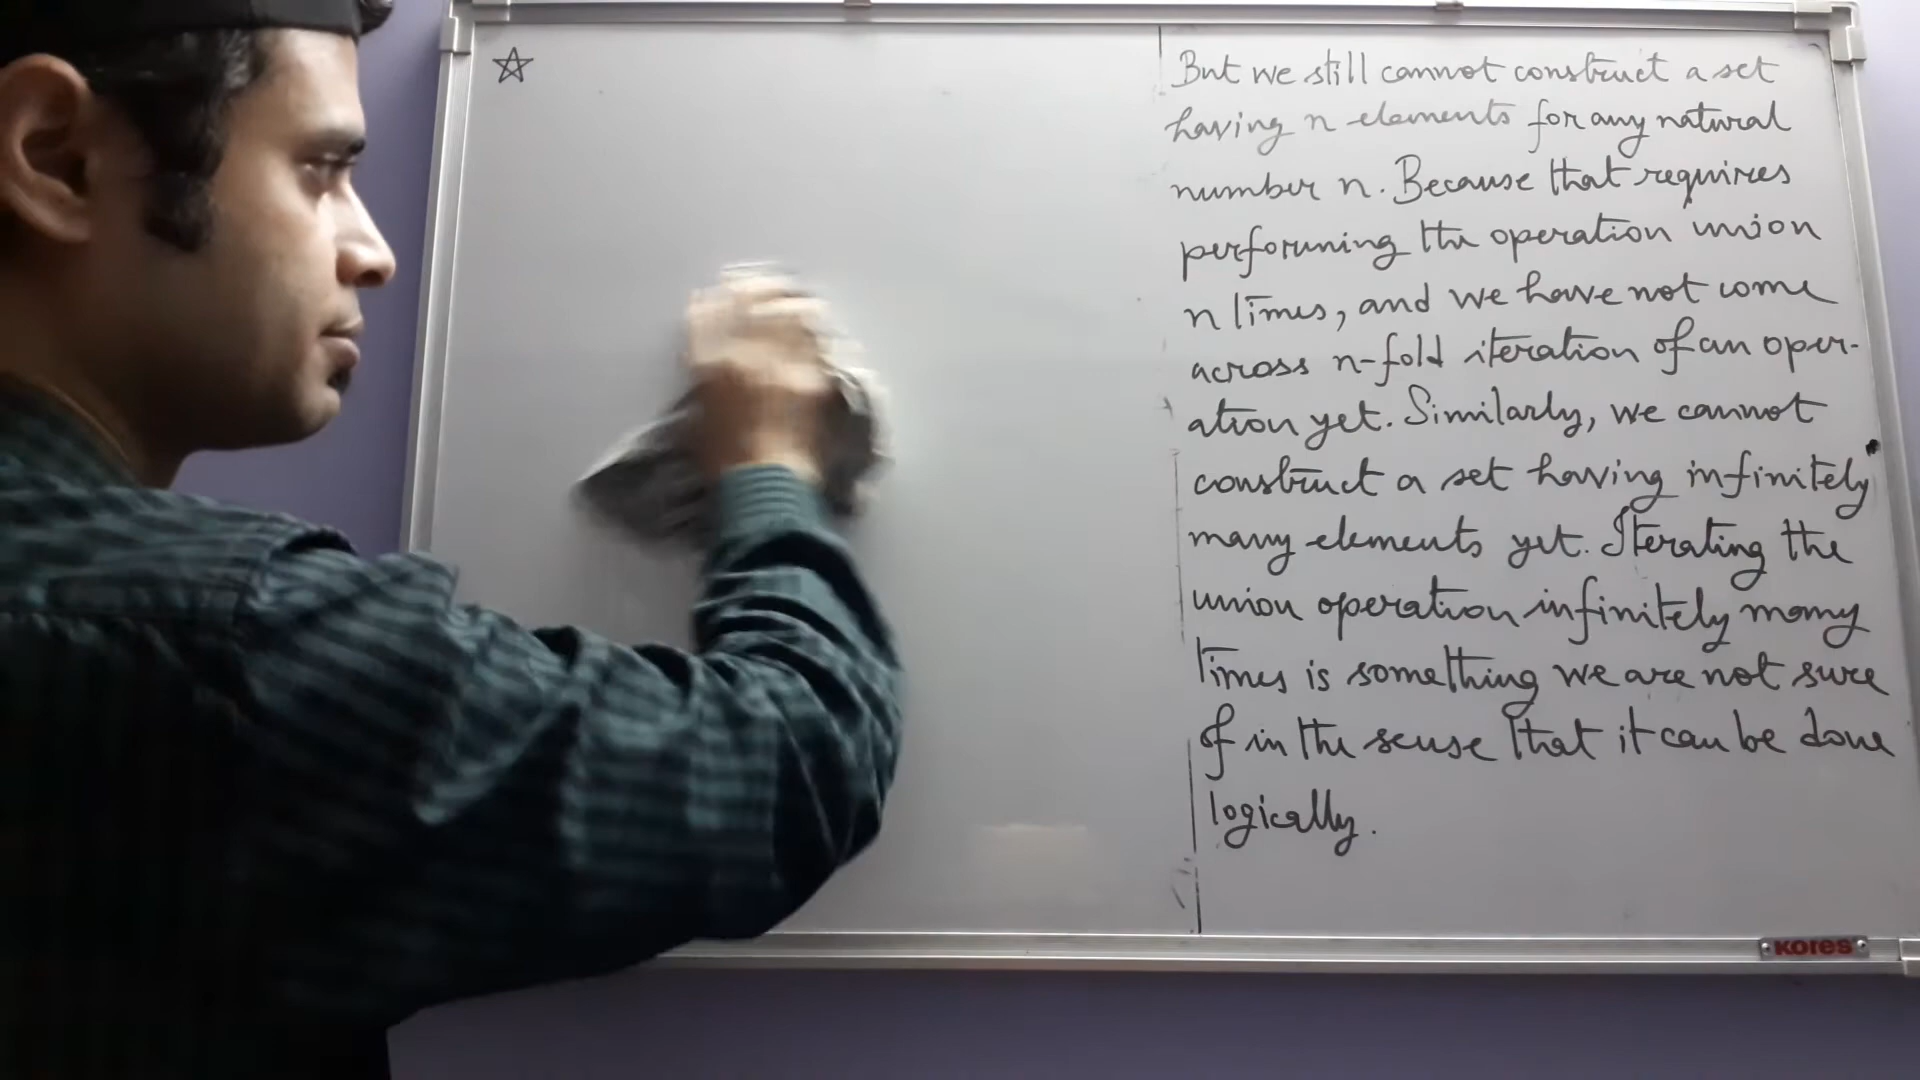 But we still cannot construct a set
having n elements for any natural
number n. Because that requires
performing the operation union
n times, and we have not come
across n-fold iteration of an oper-
ation yet. Similarly, we cannot
construct a set having infinitely
many elements yet. Iterating the
union operation infinitely many
times is something we are not sure
of in the sense that it can be done
logically.
kores